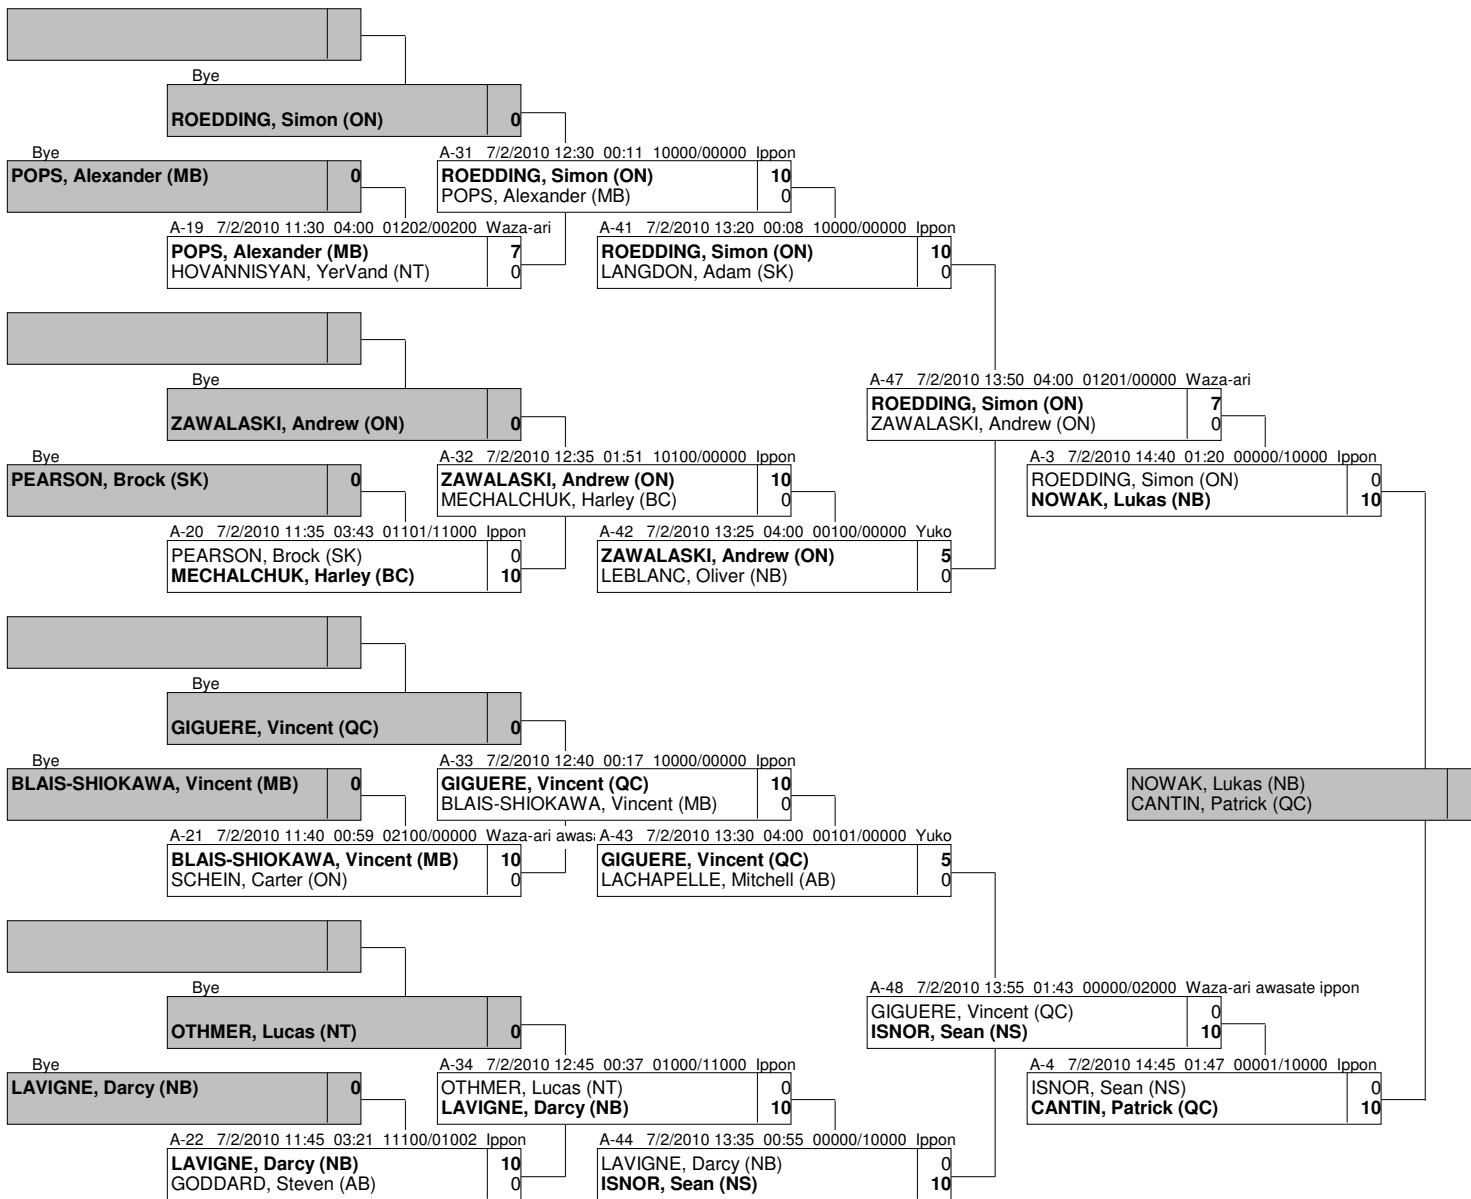 Bye
ROEDDING, Simon (ON) 0
Bye
POPS, Alexander (MB) 0
A-31 7/2/2010 12:30 00:11 10000/00000 Ippon
ROEDDING, Simon (ON) 10
POPS, Alexander (MB) 0
A-19 7/2/2010 11:30 04:00 01202/00200 Waza-ari
POPS, Alexander (MB) 7
HOVANNISYAN, YerVand (NT) 0
A-41 7/2/2010 13:20 00:08 10000/00000 Ippon
ROEDDING, Simon (ON) 10
LANGDON, Adam (SK) 0
Bye
ZAWALASKI, Andrew (ON) 0
A-47 7/2/2010 13:50 04:00 01201/00000 Waza-ari
ROEDDING, Simon (ON) 7
ZAWALASKI, Andrew (ON) 0
Bye
PEARSON, Brock (SK) 0
A-32 7/2/2010 12:35 01:51 10100/00000 Ippon
ZAWALASKI, Andrew (ON) 10
MECHALCHUK, Harley (BC) 0
A-3 7/2/2010 14:40 01:20 00000/10000 Ippon
ROEDDING, Simon (ON) 0
NOWAK, Lukas (NB) 10
A-20 7/2/2010 11:35 03:43 01101/11000 Ippon
PEARSON, Brock (SK) 0
MECHALCHUK, Harley (BC) 10
A-42 7/2/2010 13:25 04:00 00100/00000 Yuko
ZAWALASKI, Andrew (ON) 5
LEBLANC, Oliver (NB) 0
Bye
GIGUERE, Vincent (QC) 0
Bye
BLAIS-SHIOKAWA, Vincent (MB) 0
A-33 7/2/2010 12:40 00:17 10000/00000 Ippon
GIGUERE, Vincent (QC) 10
BLAIS-SHIOKAWA, Vincent (MB) 0
NOWAK, Lukas (NB)
CANTIN, Patrick (QC)
A-21 7/2/2010 11:40 00:59 02100/00000 Waza-ari awas
BLAIS-SHIOKAWA, Vincent (MB) 10
SCHEIN, Carter (ON) 0
A-43 7/2/2010 13:30 04:00 00101/00000 Yuko
GIGUERE, Vincent (QC) 5
LACHAPELLE, Mitchell (AB) 0
Bye
OTHMER, Lucas (NT) 0
A-48 7/2/2010 13:55 01:43 00000/02000 Waza-ari awasate ippon
GIGUERE, Vincent (QC) 0
ISNOR, Sean (NS) 10
Bye
LAVIGNE, Darcy (NB) 0
A-34 7/2/2010 12:45 00:37 01000/11000 Ippon
OTHMER, Lucas (NT) 0
LAVIGNE, Darcy (NB) 10
A-4 7/2/2010 14:45 01:47 00001/10000 Ippon
ISNOR, Sean (NS) 0
CANTIN, Patrick (QC) 10
A-22 7/2/2010 11:45 03:21 11100/01002 Ippon
LAVIGNE, Darcy (NB) 10
GODDARD, Steven (AB) 0
A-44 7/2/2010 13:35 00:55 00000/10000 Ippon
LAVIGNE, Darcy (NB) 0
ISNOR, Sean (NS) 10